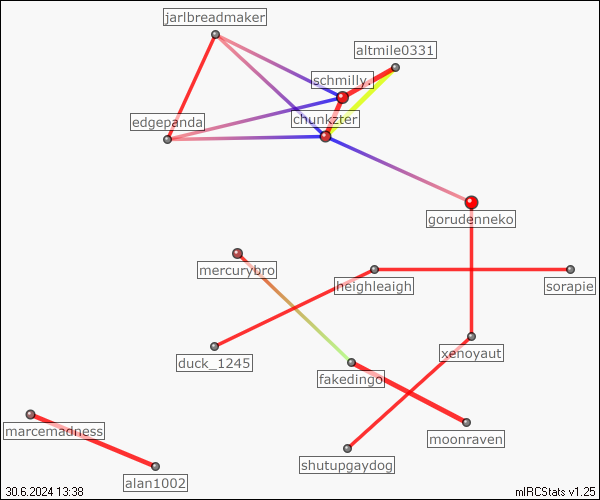 jarlbreadmaker
altmile0331
schmilly.
edgepanda
chunkzter
gorudenneko
mercurybro
heighleaigh
sorapie
duck_1245
xenoyaut
fakedingo
marcemadness
moonraven
shutupgaydog
alan1002
30.6.2024 13:38
mIRCStats v1.25